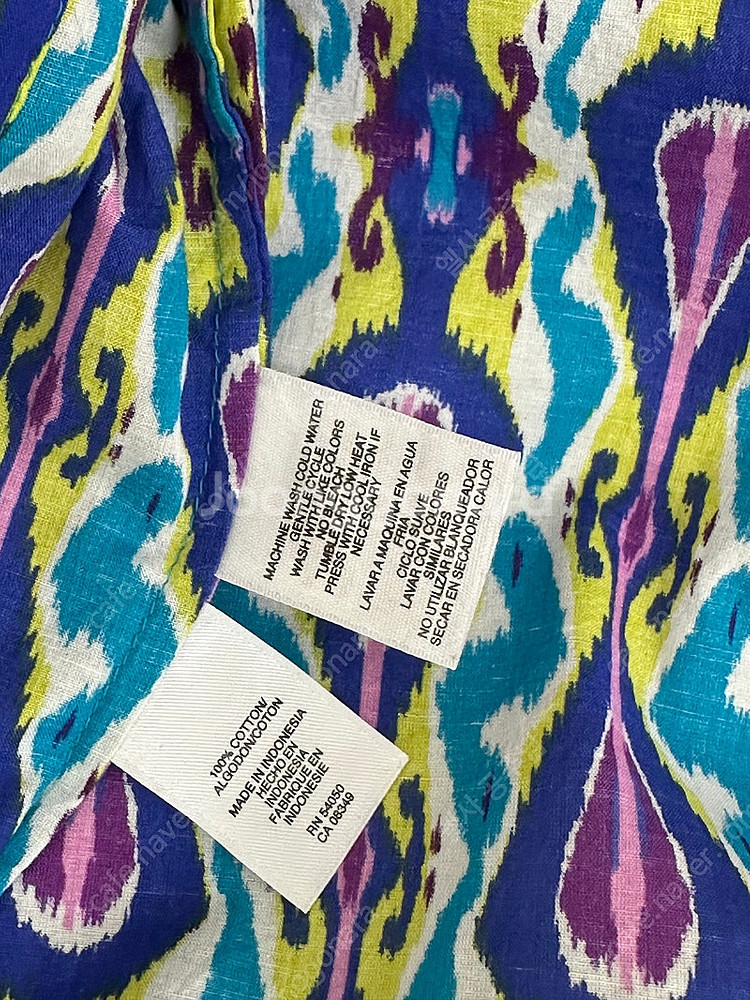 MACHINE WASH COLD WATER
GENTLE CYCLE
WASH WITH LIKE COLORS
NO BLEACH
TUMBLE DRY LOW HEAT
PRESS WITH COOL IRON IF
NECESSARY
LAVAR A MAQUINA EN AGUA
FRIA
CICLO SUAVE
LAVAR CON COLORES
SIMILARES
NO UTILIZAR BLANQUEADOR
SECAR EN SECADORA CALOR
100% COTTON/
ALGODON/COTON
MADE IN INDONESIA
HECHO EN
INDONESIA
FABRIQUE EN
INDONESIE
RN 54050
CA 08349